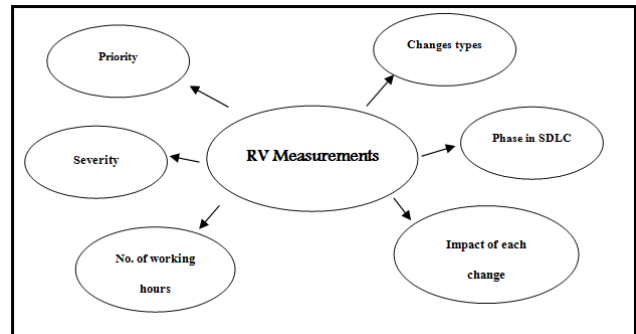 Priority
Changes types
Severity
RV Measurements
Phase in SDLC
No. of working
hours
Impact of each
change